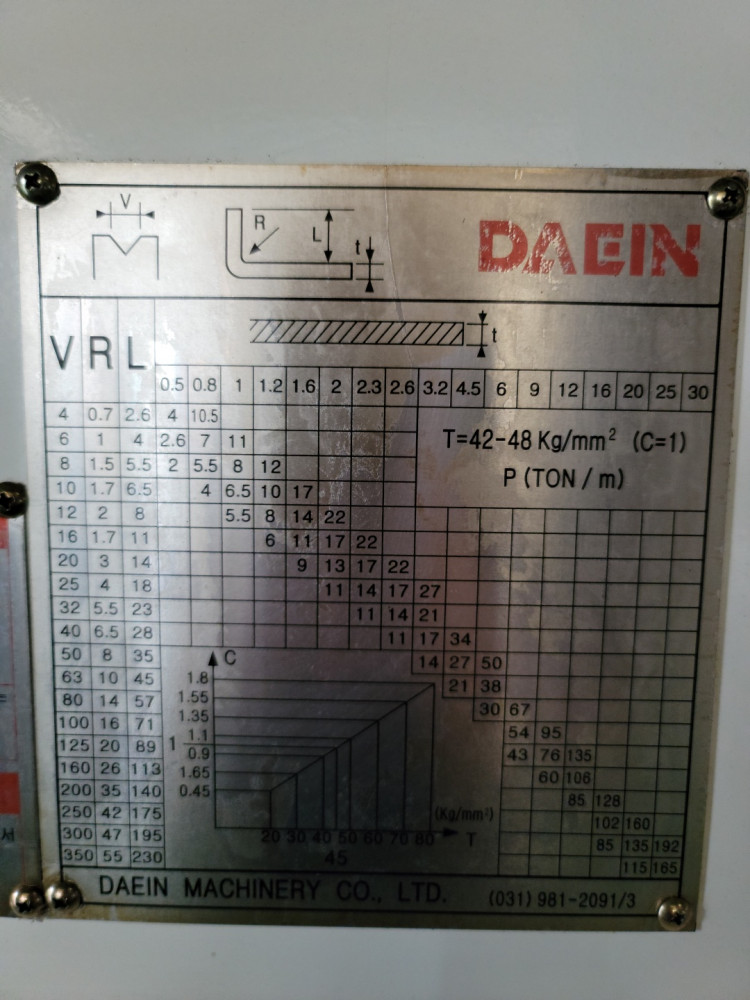 V
R
L
t
DAEIN
t
V R L
0.5 0.8 1 1.2 1.6 2 2.3 2.6 3.2 4.5 6 9 12 16 20 25 30
4 0.7 2.6 4 10.5
6 1 4 2.6 7 11
8 1.5 5.5 2 5.5 8 12
10 1.7 6.5 4 6.5 10 17
12 2 8 5.5 8 14 22
16 1.7 11 6 11 17 22
20 3 14 9 13 17 22
25 4 18 11 14 17 27
32 5.5 23 11 14 21
40 6.5 28 11 17 34
50 8 35 14 27 50
63 10 45 21 38
80 14 57 30 67
100 16 71 54 95
125 20 89 43 76 135
160 26 113 60 106
200 35 140 85 128
250 42 175 102 160
300 47 195 85 135 192
350 55 230 115 165
T=42-48 Kg/mm² (C=1)
P (TON / m)
C
1.8
1.55
1.35
1.1
1
0.9
1.65
0.45
(Kg/mm²)
20 30 40 50 60 70 80 T
45
DAEIN MACHINERY CO., LTD. (031) 981-2091/3
서